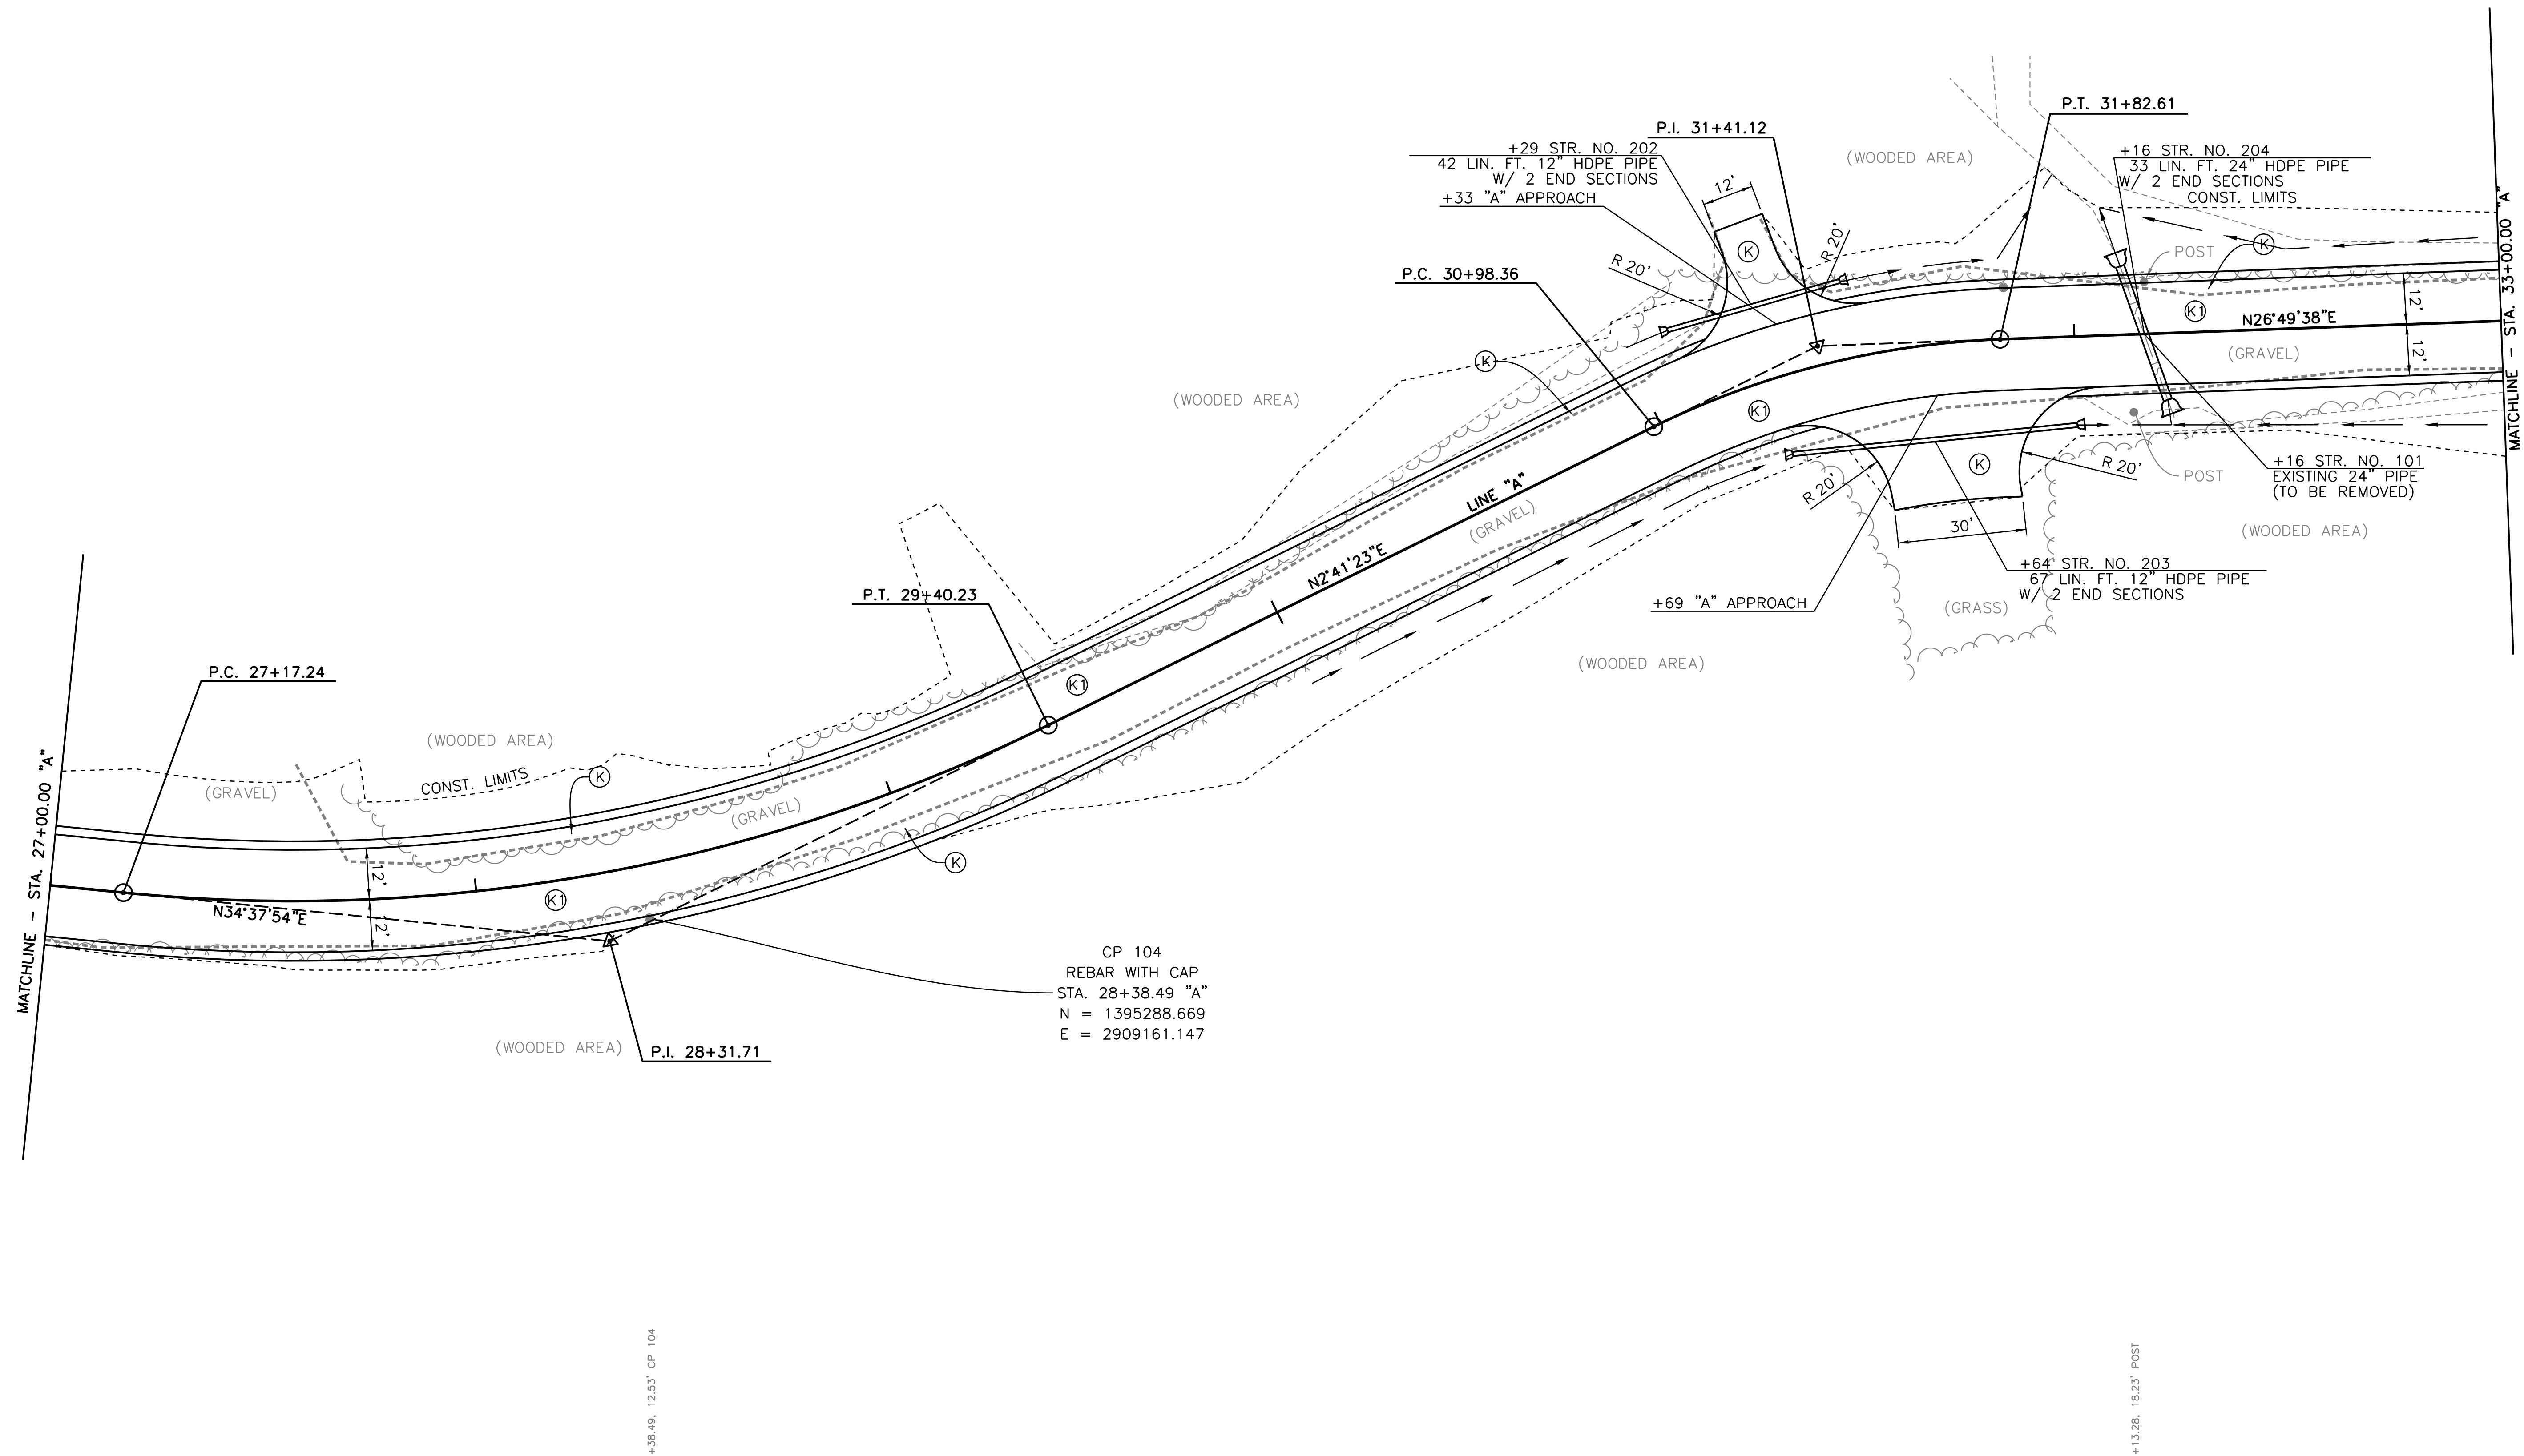 P.T. 31+82.61
P.I. 31+41.12
+29 STR. NO. 202
42 LIN. FT. 12" HDPE PIPE
W/ 2 END SECTIONS
+33 "A" APPROACH
(WOODED AREA)
+16 STR. NO. 204
33 LIN. FT. 24" HDPE PIPE
W/ 2 END SECTIONS
CONST. LIMITS
12'
K
R 20'
R 20'
POST
K
P.C. 30+98.36
K1
N26°49'38"E
12'
12'
(GRAVEL)
MATCHLINE - STA. 33+00.00 "A"
K
(WOODED AREA)
K1
K
R 20'
R 20'
30'
POST
+16 STR. NO. 101
EXISTING 24" PIPE
(TO BE REMOVED)
(WOODED AREA)
LINE "A"
(GRAVEL)
N2°41'23"E
+64 STR. NO. 203
67 LIN. FT. 12" HDPE PIPE
W/ 2 END SECTIONS
+69 "A" APPROACH
(GRASS)
(WOODED AREA)
P.T. 29+40.23
K1
P.C. 27+17.24
(WOODED AREA)
CONST. LIMITS
K
(GRAVEL)
(GRAVEL)
K
MATCHLINE - STA. 27+00.00 "A"
12'
12'
K1
N34°37'54"E
CP 104
REBAR WITH CAP
STA. 28+38.49 "A"
N = 1395288.669
E = 2909161.147
(WOODED AREA)
P.I. 28+31.71
+38.49, 12.53' CP 104
+13.28, 18.23' POST